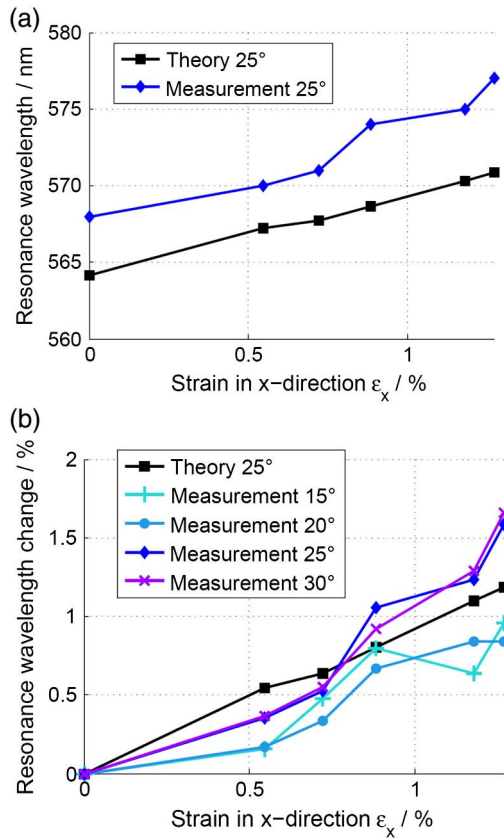 (a)
580
575
570
565
560
Resonance wavelength / nm
Theory 25°
Measurement 25°
0
0.5
1
Strain in x−direction εx / %
(b)
2
1.5
1
0.5
0
Resonance wavelength change / %
Theory 25°
Measurement 15°
Measurement 20°
Measurement 25°
Measurement 30°
0
0.5
1
Strain in x−direction εx / %